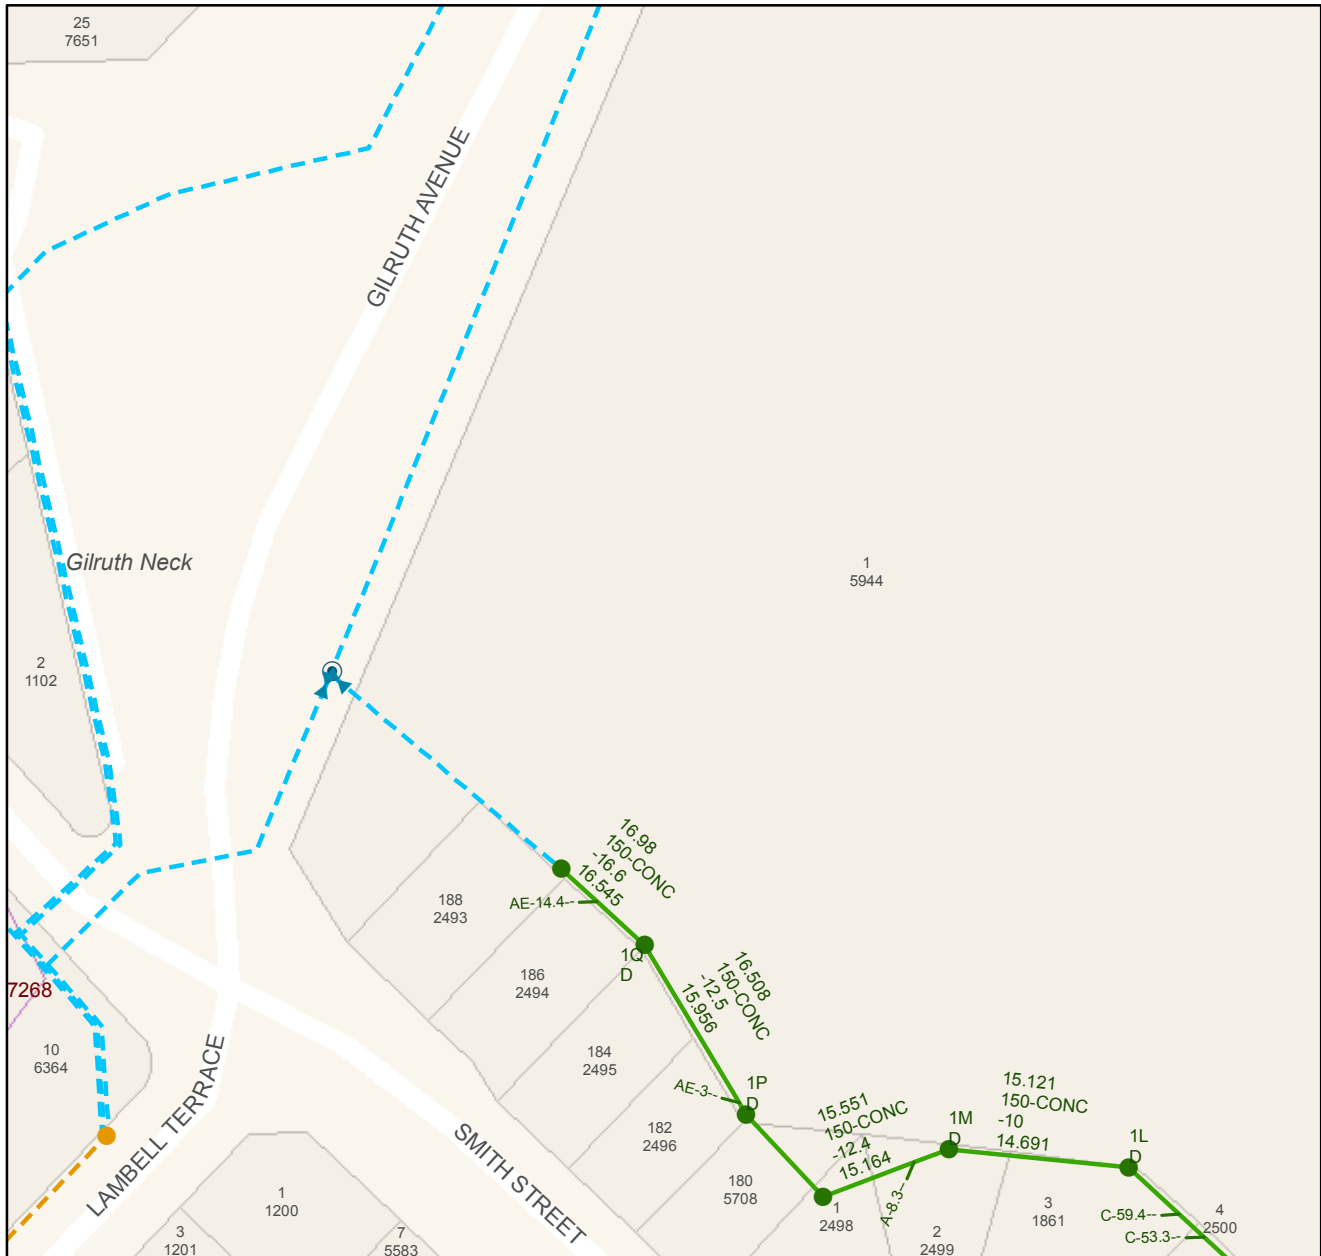 25
7651
GILRUTH AVENUE
Gilruth Neck
1
5944
2
1102
16.98
150-CONC
-16.6
16.545
AE-14.4--
188
2493
1Q
D
186
2494
16.508
150-CONC
-12.5
15.956
7268
10
6364
184
2495
AE-3--
1P
D
182
2496
15.551
150-CONC
-12.4
15.164
1M
D
15.121
150-CONC
-10
14.691
1L
D
LAMBELL TERRACE
SMITH STREET
180
5708
A-8.3--
1
2498
2
2499
3
1861
C-59.4--
C-53.3--
4
2500
1
1200
3
1201
7
5583